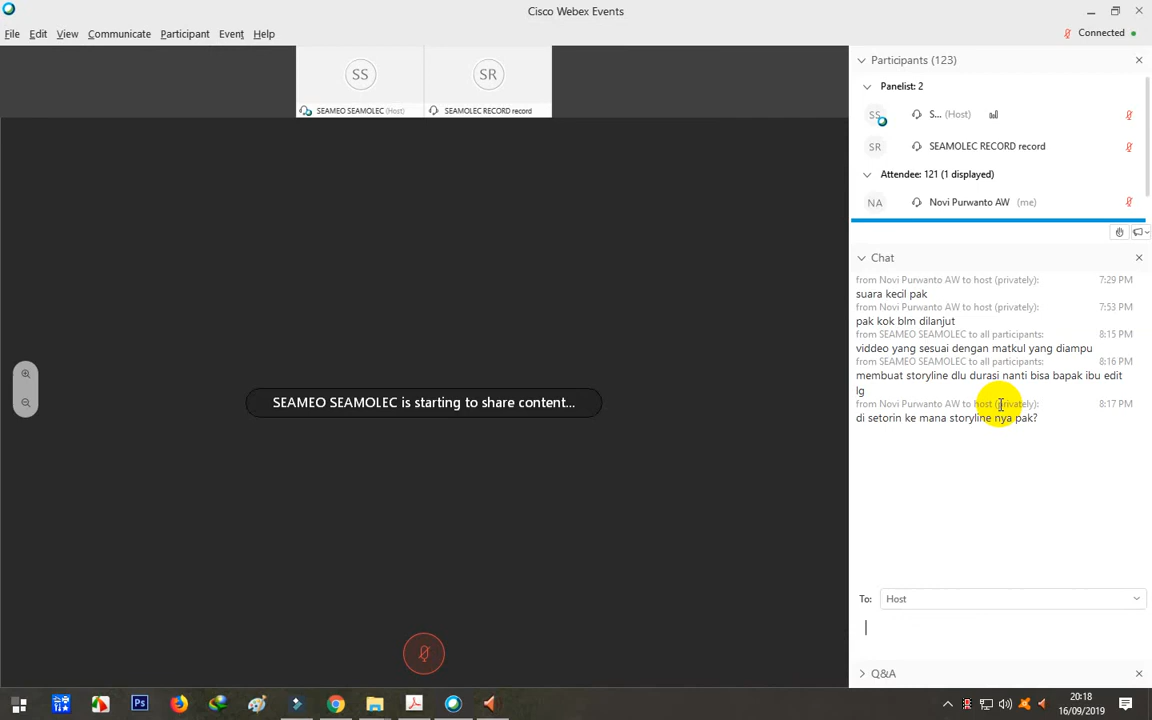 Cisco Webex Events
File Edit View Communicate Participant Event Help
Connected
SS
SEAMEO SEAMOLEC (Host)
SR
SEAMOLEC RECORD record
SEAMEO SEAMOLEC is starting to share content...
Participants (123)
Panelist: 2
SS S... (Host)
SR SEAMOLEC RECORD record
Attendee: 121 (1 displayed)
NA Novi Purwanto AW (me)
Chat
from Novi Purwanto AW to host (privately): 7:29 PM
suara kecil pak
from Novi Purwanto AW to host (privately): 7:53 PM
pak kok blm dilanjut
from SEAMEO SEAMOLEC to all participants: 8:15 PM
viddeo yang sesuai dengan matkul yang diampu
from SEAMEO SEAMOLEC to all participants: 8:16 PM
membuat storyline dlu durasi nanti bisa bapak ibu edit
lg
from Novi Purwanto AW to host (privately): 8:17 PM
di setorin ke mana storyline nya pak?
To: Host
Q&A
Ps
20:18
16/09/2019